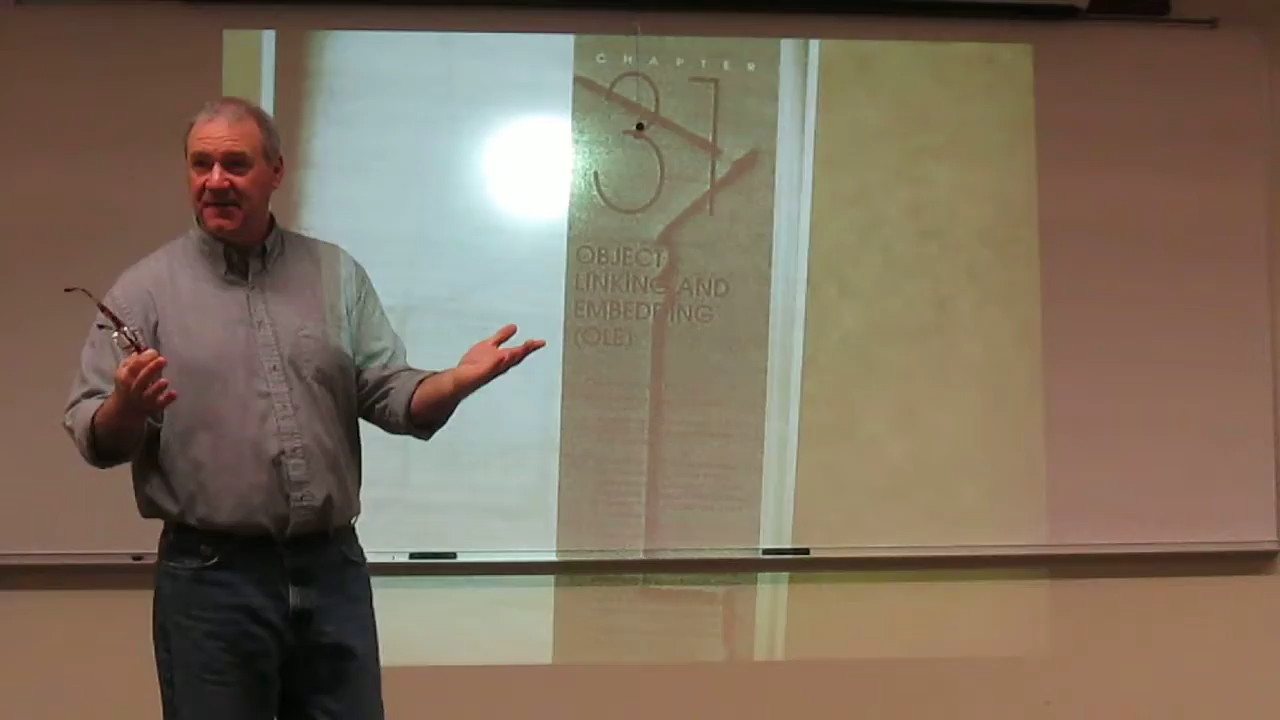 CHAPTER
31
OBJECT
LINKING AND
EMBEDDING
(OLE)